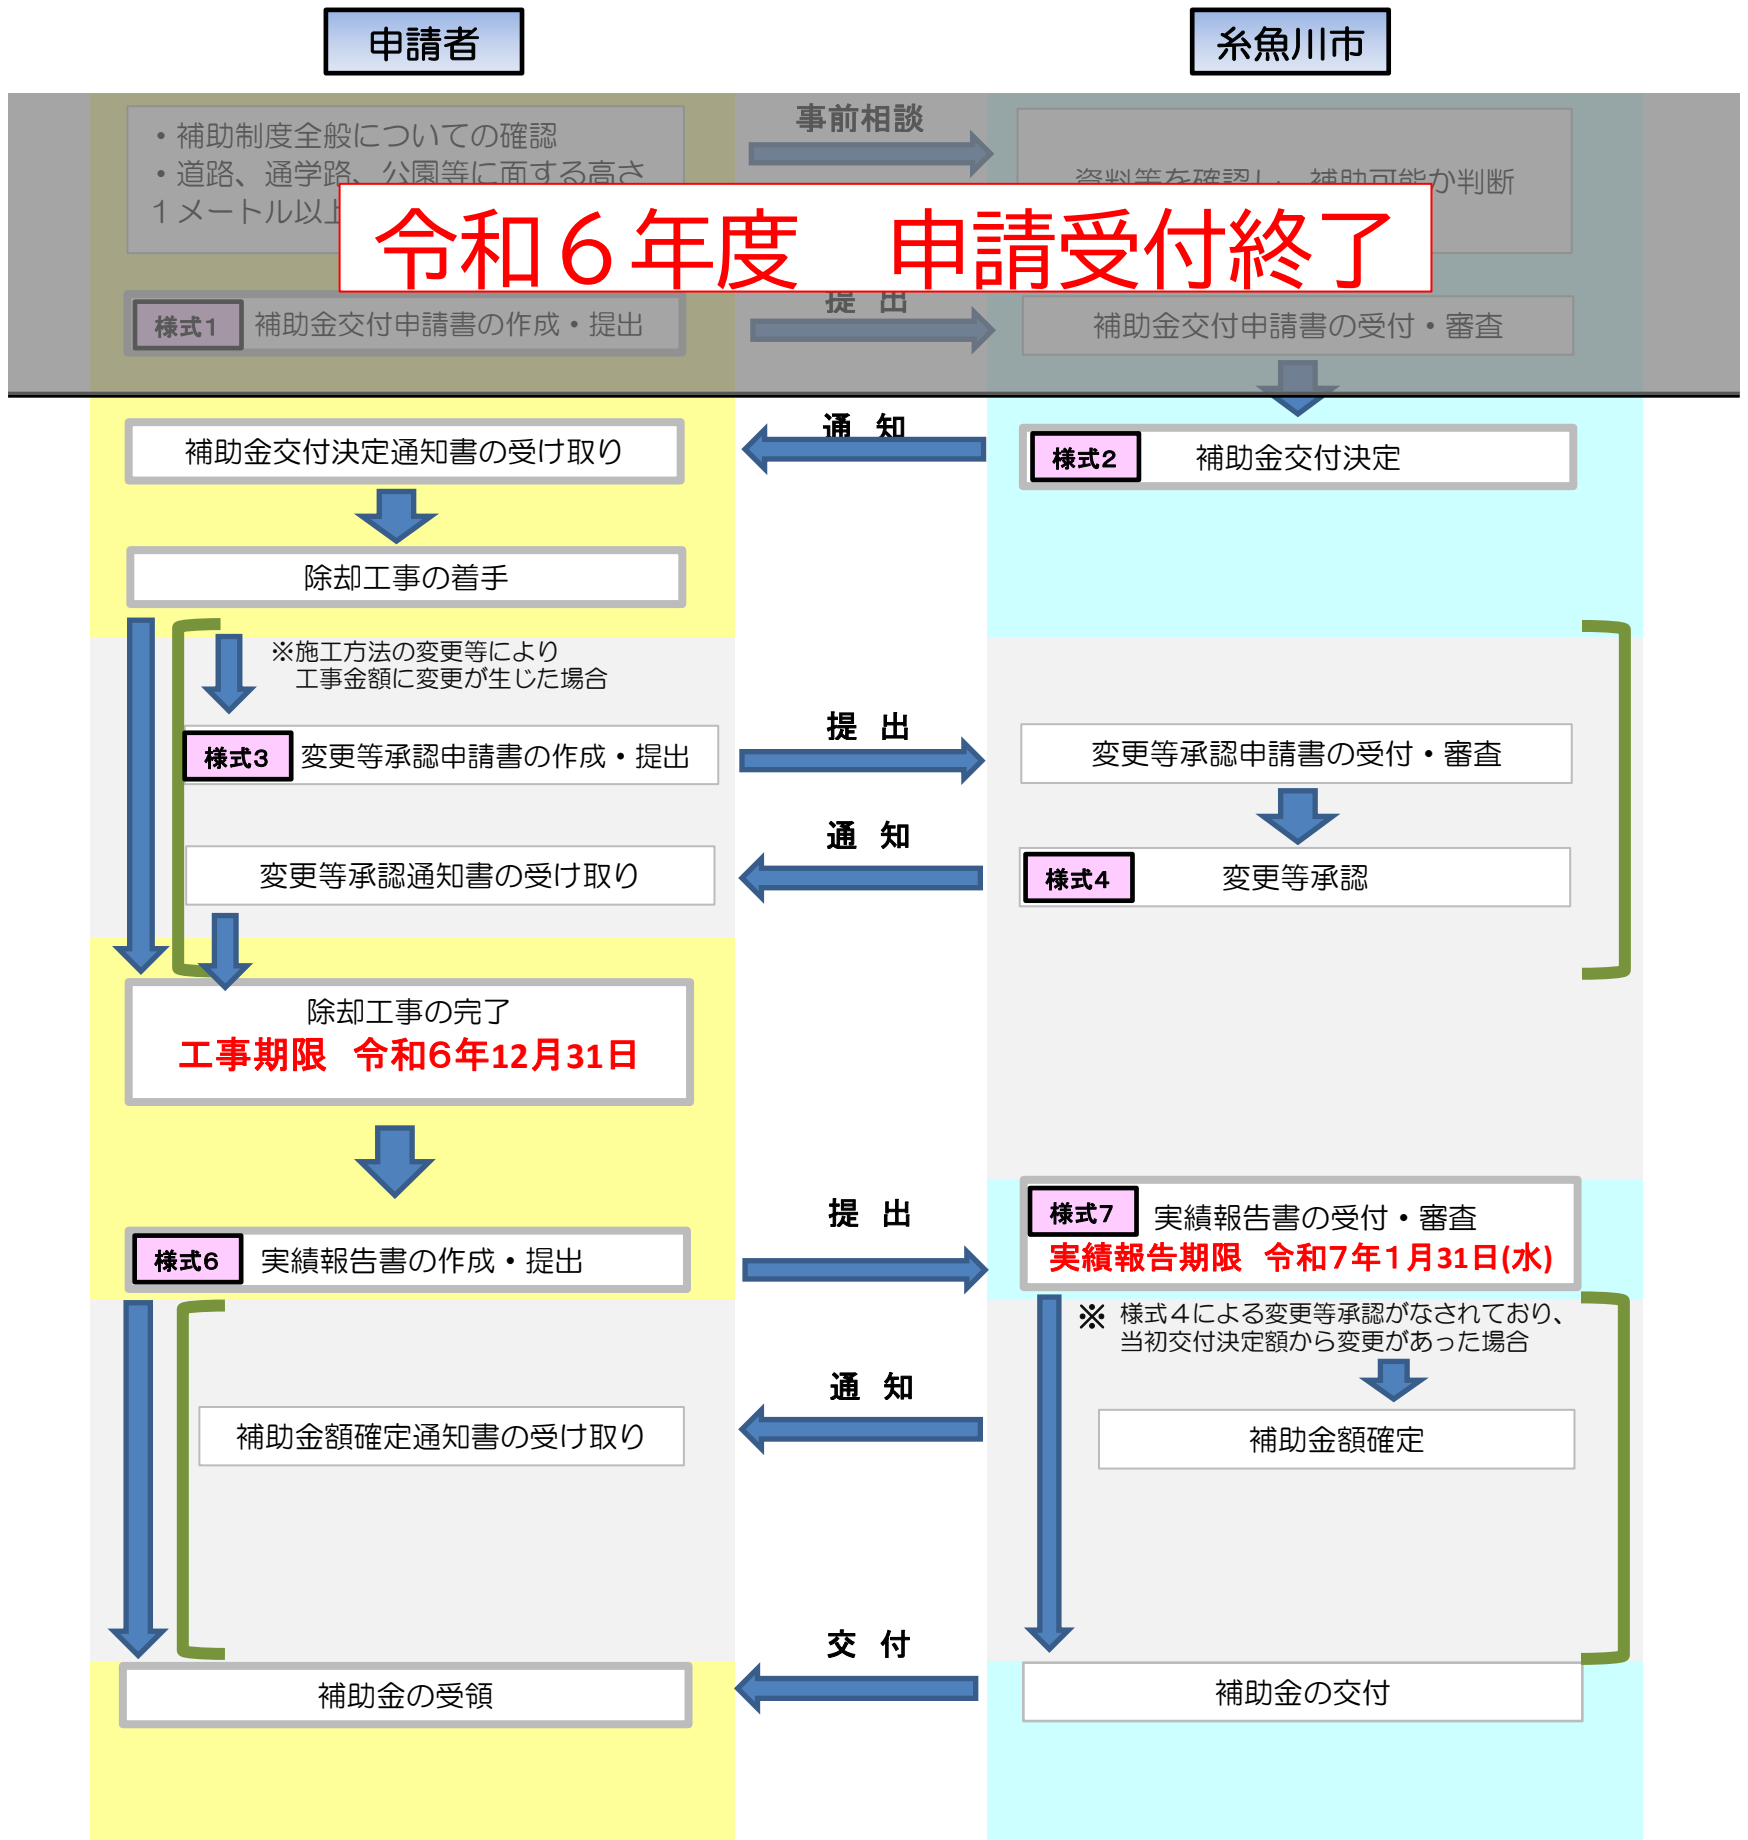 申請者
糸魚川市
・補助制度全般についての確認
・道路、通学路、公園等に面する高さ
１メートル以上
事前相談
資料等を確認し、補助可能か判断
令和６年度　申請受付終了
様式1　補助金交付申請書の作成・提出
提　出
補助金交付申請書の受付・審査
補助金交付決定通知書の受け取り
通　知
様式2　補助金交付決定
除却工事の着手
※施工方法の変更等により
工事金額に変更が生じた場合
様式3　変更等承認申請書の作成・提出
提　出
変更等承認申請書の受付・審査
変更等承認通知書の受け取り
通　知
様式4　変更等承認
除却工事の完了
工事期限　令和６年12月31日
様式6　実績報告書の作成・提出
提　出
様式7　実績報告書の受付・審査
実績報告期限　令和７年１月31日(水)
※ 様式４による変更等承認がなされており、
当初交付決定額から変更があった場合
補助金額確定通知書の受け取り
通　知
補助金額確定
補助金の受領
交　付
補助金の交付